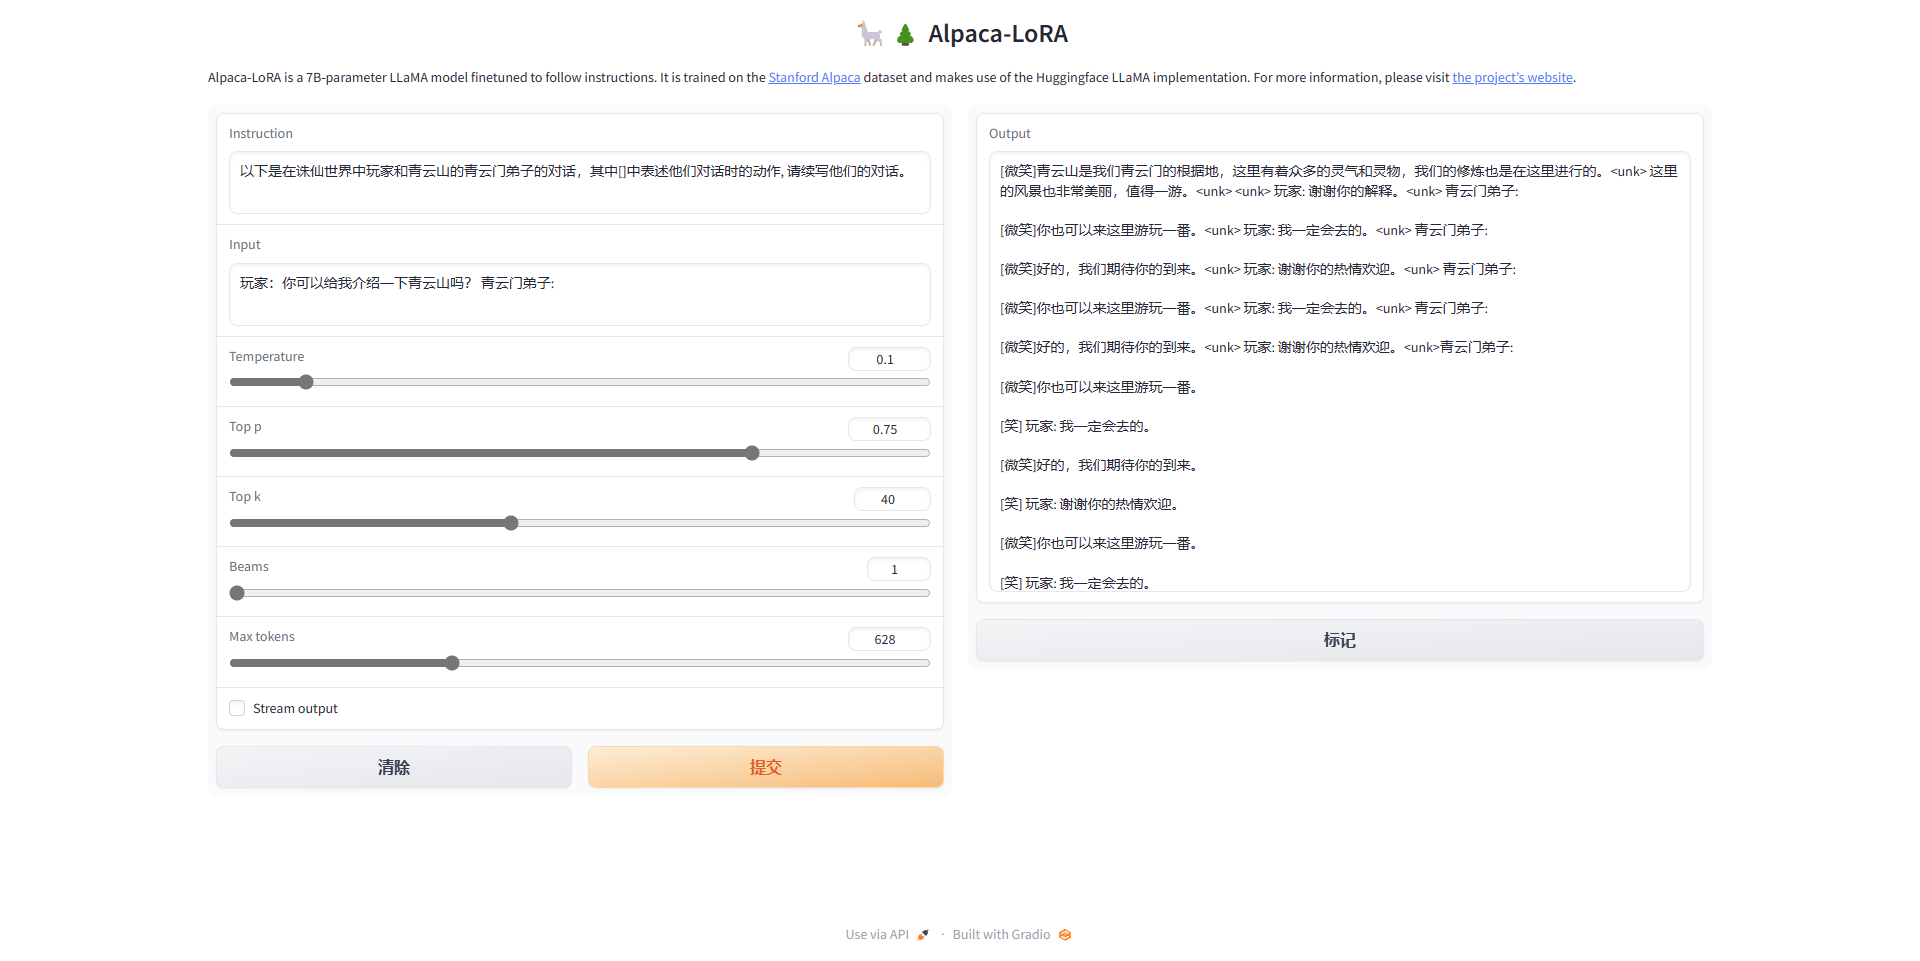 Alpaca-LoRA
Alpaca-LoRA is a 7B-parameter LLaMA model finetuned to follow instructions. It is trained on the Stanford Alpaca dataset and makes use of the Huggingface LLaMA implementation. For more information, please visit the project's website.
Instruction
以下是在诛仙世界中玩家和青云山的青云门弟子的对话，其中[]中表述他们对话时的动作, 请续写他们的对话。
Input
玩家：你可以给我介绍一下青云山吗？ 青云门弟子:
Temperature
0.1
Top p
0.75
Top k
40
Beams
1
Max tokens
628
Stream output
清除
提交
Output
[微笑]青云山是我们青云门的根据地，这里有着众多的灵气和灵物，我们的修炼也是在这里进行的。<unk> 这里
的风景也非常美丽，值得一游。<unk> <unk> 玩家: 谢谢你的解释。<unk> 青云门弟子:
[微笑]你也可以来这里游玩一番。<unk> 玩家: 我一定会去的。<unk> 青云门弟子:
[微笑]好的，我们期待你的到来。<unk> 玩家: 谢谢你的热情欢迎。<unk> 青云门弟子:
[微笑]你也可以来这里游玩一番。<unk> 玩家: 我一定会去的。<unk> 青云门弟子:
[微笑]好的，我们期待你的到来。<unk> 玩家: 谢谢你的热情欢迎。<unk>青云门弟子:
[微笑]你也可以来这里游玩一番。
[笑] 玩家: 我一定会去的。
[微笑]好的，我们期待你的到来。
[笑] 玩家: 谢谢你的热情欢迎。
[微笑]你也可以来这里游玩一番。
[笑] 玩家: 我一定会去的。
标记
Use via API · Built with Gradio